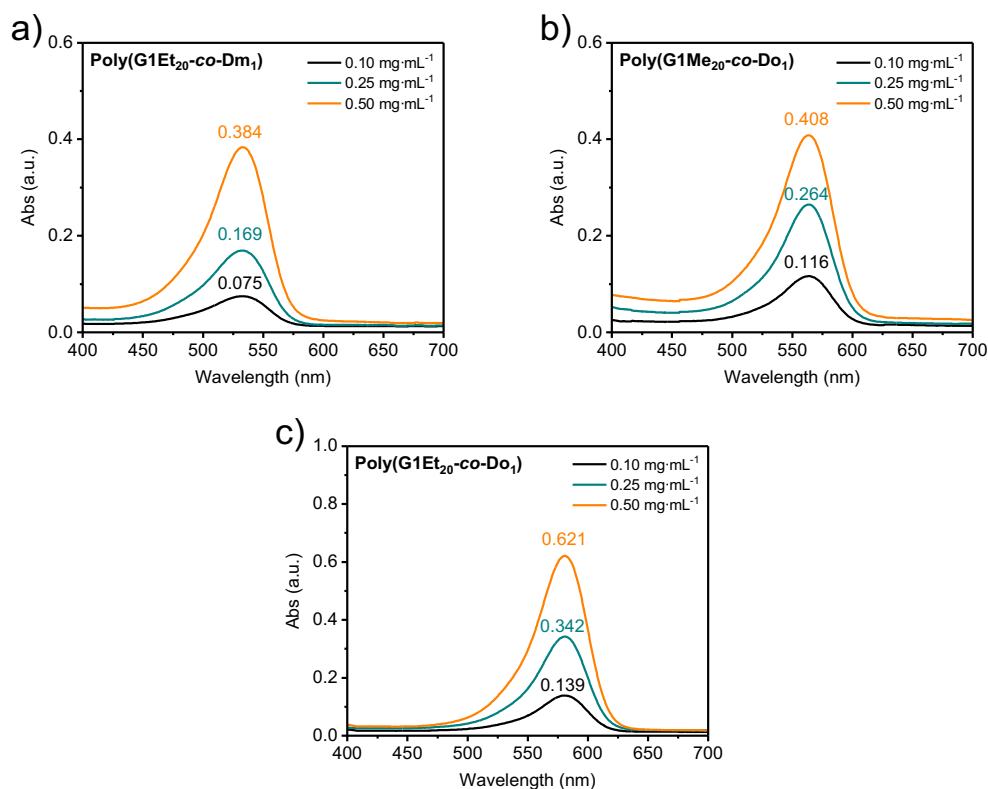 a)
Poly(G1Et₂₀-co-Dm₁)
0.10 mg·mL⁻¹
0.25 mg·mL⁻¹
0.50 mg·mL⁻¹
0.384
0.169
0.075
Abs (a.u.)
0.6
0.4
0.2
0.0
400 450 500 550 600 650 700
Wavelength (nm)
b)
Poly(G1Me₂₀-co-Do₁)
0.10 mg·mL⁻¹
0.25 mg·mL⁻¹
0.50 mg·mL⁻¹
0.408
0.264
0.116
Abs (a.u.)
0.6
0.4
0.2
0.0
400 450 500 550 600 650 700
Wavelength (nm)
c)
Poly(G1Et₂₀-co-Do₁)
0.10 mg·mL⁻¹
0.25 mg·mL⁻¹
0.50 mg·mL⁻¹
0.621
0.342
0.139
Abs (a.u.)
1.0
0.8
0.6
0.4
0.2
0.0
400 450 500 550 600 650 700
Wavelength (nm)